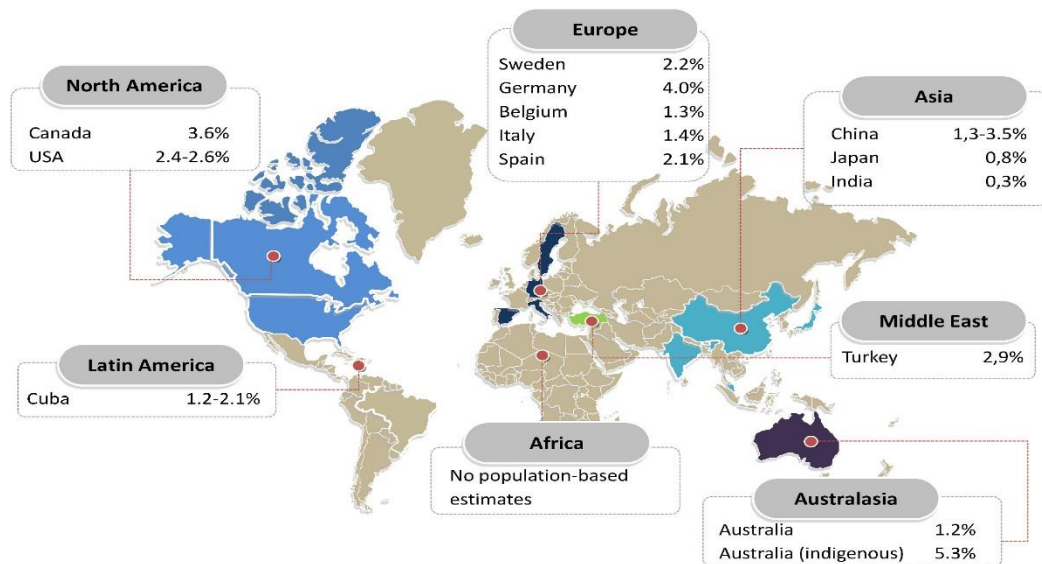 Europe
Sweden 2.2%
Germany 4.0%
Belgium 1.3%
Italy 1.4%
Spain 2.1%
North America
Canada 3.6%
USA 2.4-2.6%
Asia
China 1,3-3.5%
Japan 0,8%
India 0,3%
Middle East
Turkey 2,9%
Latin America
Cuba 1.2-2.1%
Africa
No population-based
estimates
Australasia
Australia 1.2%
Australia (indigenous) 5.3%